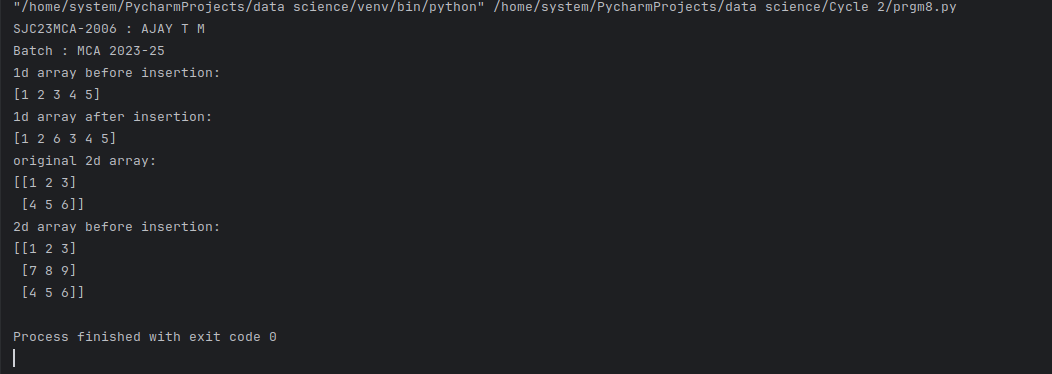 "/home/system/PycharmProjects/data science/venv/bin/python" /home/system/PycharmProjects/data science/Cycle 2/prgm8.py
SJC23MCA-2006 : AJAY T M
Batch : MCA 2023-25
1d array before insertion:
[1 2 3 4 5]
1d array after insertion:
[1 2 6 3 4 5]
original 2d array:
[[1 2 3]
 [4 5 6]]
2d array before insertion:
[[1 2 3]
 [7 8 9]
 [4 5 6]]
Process finished with exit code 0